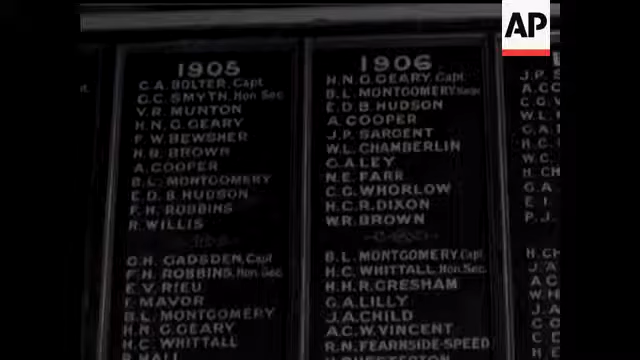 AP
1905
C.A. BOLTER. Capt.
G.C. SMYTH. Hon Sec.
V.R. MUNTON
H.N.G. GEARY
F.W. BEWSHER
H.B. BROWN
A. COOPER
B.L. MONTGOMERY
E.D.B. HUDSON
F.H. ROBBINS
R. WILLIS
G.H. GADSDEN. Capt
F.H. ROBBINS. Hon Sec.
E.V. RIEU
F. MAVOR
B.L. MONTGOMERY
H.N.G. GEARY
H.C. WHITTALL
1906
H.N.G. GEARY. Capt.
B.L. MONTGOMERY
E.D.B. HUDSON
A. COOPER
J.P. SARGENT
W.L. CHAMBERLIN
G. ALEY
N.E. FARR
C.G. WHORLOW
H.C.R. DIXON
W.R. BROWN
B.L. MONTGOMERY. Capt.
H.C. WHITTALL. Hon. Sec.
H.H.R. GRESHAM
G.A. LILLY
J.A. CHILD
A.C.W. VINCENT
R.N. FEARNSIDE-SPEED
J.P.